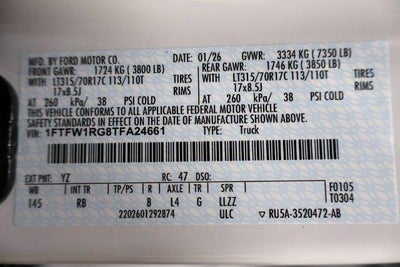 MFD. BY FORD MOTOR CO. DATE: 01/26 GVWR: 3334 KG (7350 LB)
FRONT GAWR: 1724 KG (3800 LB) REAR GAWR: 1746 KG (3850 LB)
WITH LT315/70R17C 113/110T TIRES WITH LT315/70R17C 113/110T TIRES
17x8.5J RIMS 17x8.5J RIMS
AT 260 kPa/ 38 PSI COLD AT 260 kPa/ 38 PSI COLD
THIS VEHICLE CONFORMS TO ALL APPLICABLE FEDERAL MOTOR VEHICLE
SAFETY STANDARDS IN EFFECT ON THE DATE OF MANUFACTURE SHOWN ABOVE.
VIN: 1FTFW1RG8TFA24661 TYPE: Truck
EXT PNT: YZ RC: 47 DSO: F0105
WB INT TR TP/PS R AXLE TR SPR T0304
145 RB 8 L4 G LLZZ
2202601292874 ULC RU5A-3520472-AB